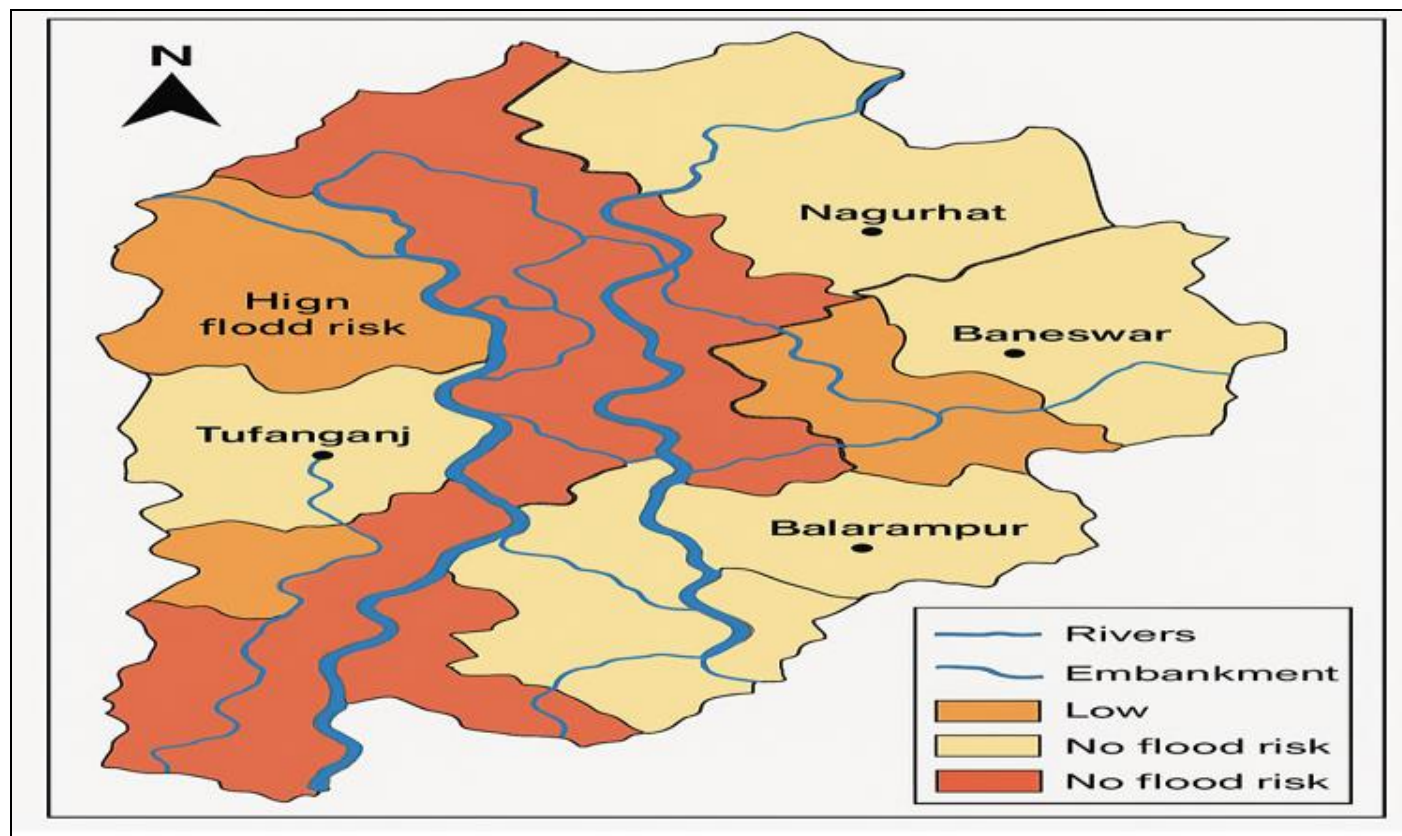 N
Nagurhat
Hign
flodd risk
Baneswar
Tufanganj
Balarampur
Rivers
Embankment
Low
No flood risk
No flood risk